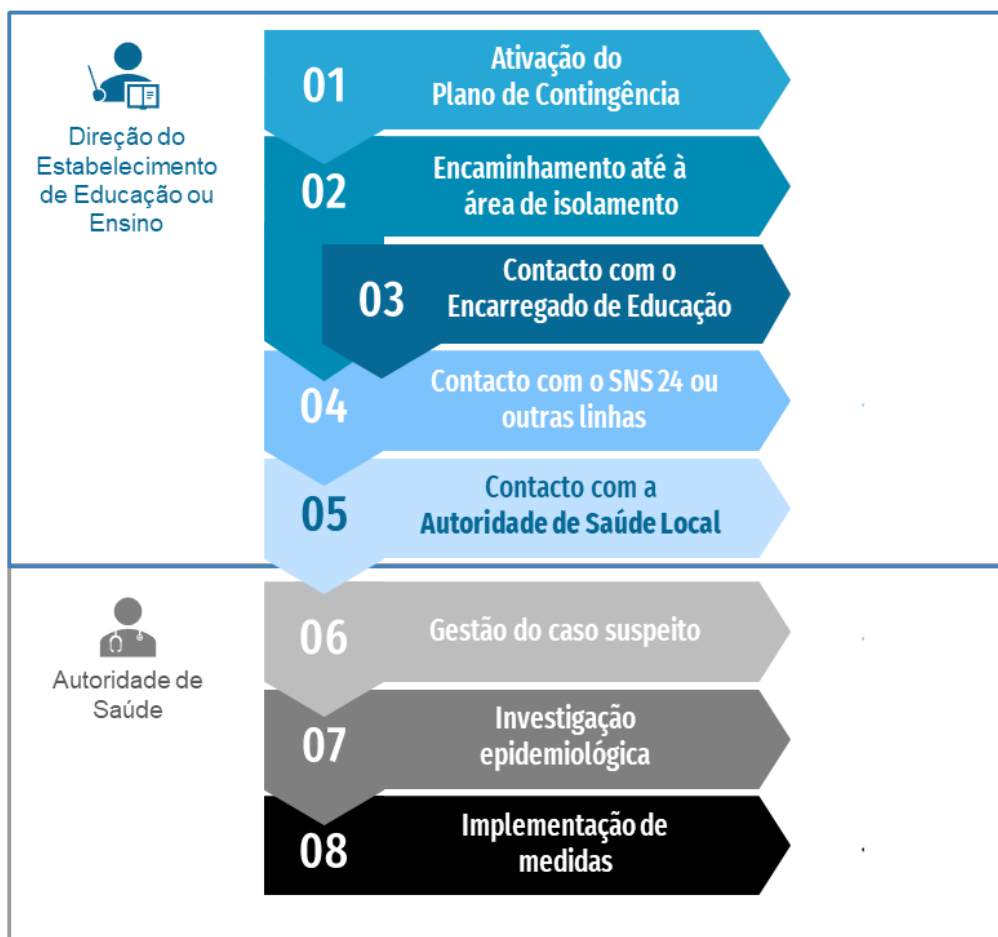 Direção do
Estabelecimento
de Educação ou
Ensino
01
Ativação do
Plano de Contingência
02
Encaminhamento até à
área de isolamento
03
Contacto com o
Encarregado de Educação
04
Contacto com o SNS 24 ou
outras linhas
05
Contacto com a
Autoridade de Saúde Local
Autoridade de
Saúde
06
Gestão do caso suspeito
07
Investigação
epidemiológica
08
Implementação de
medidas